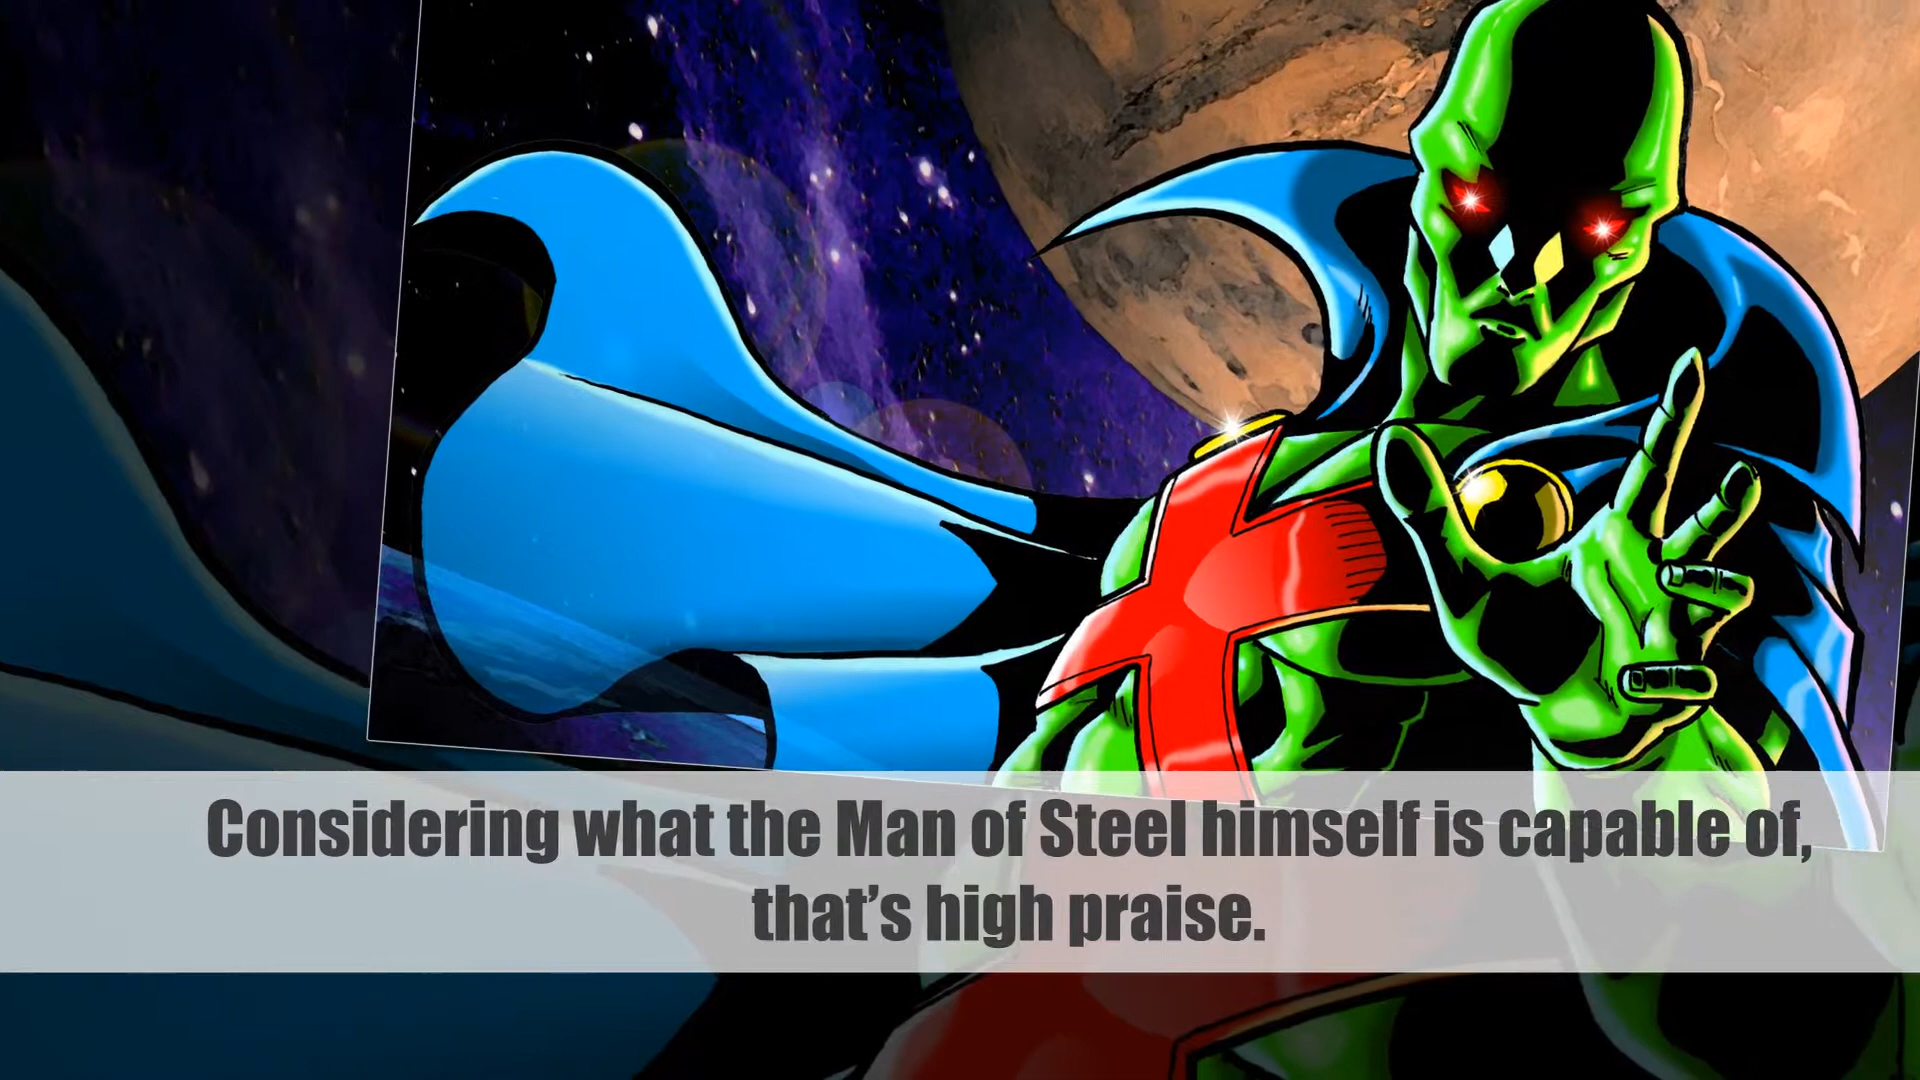 Considering what the Man of Steel himself is capable of,
that’s high praise.